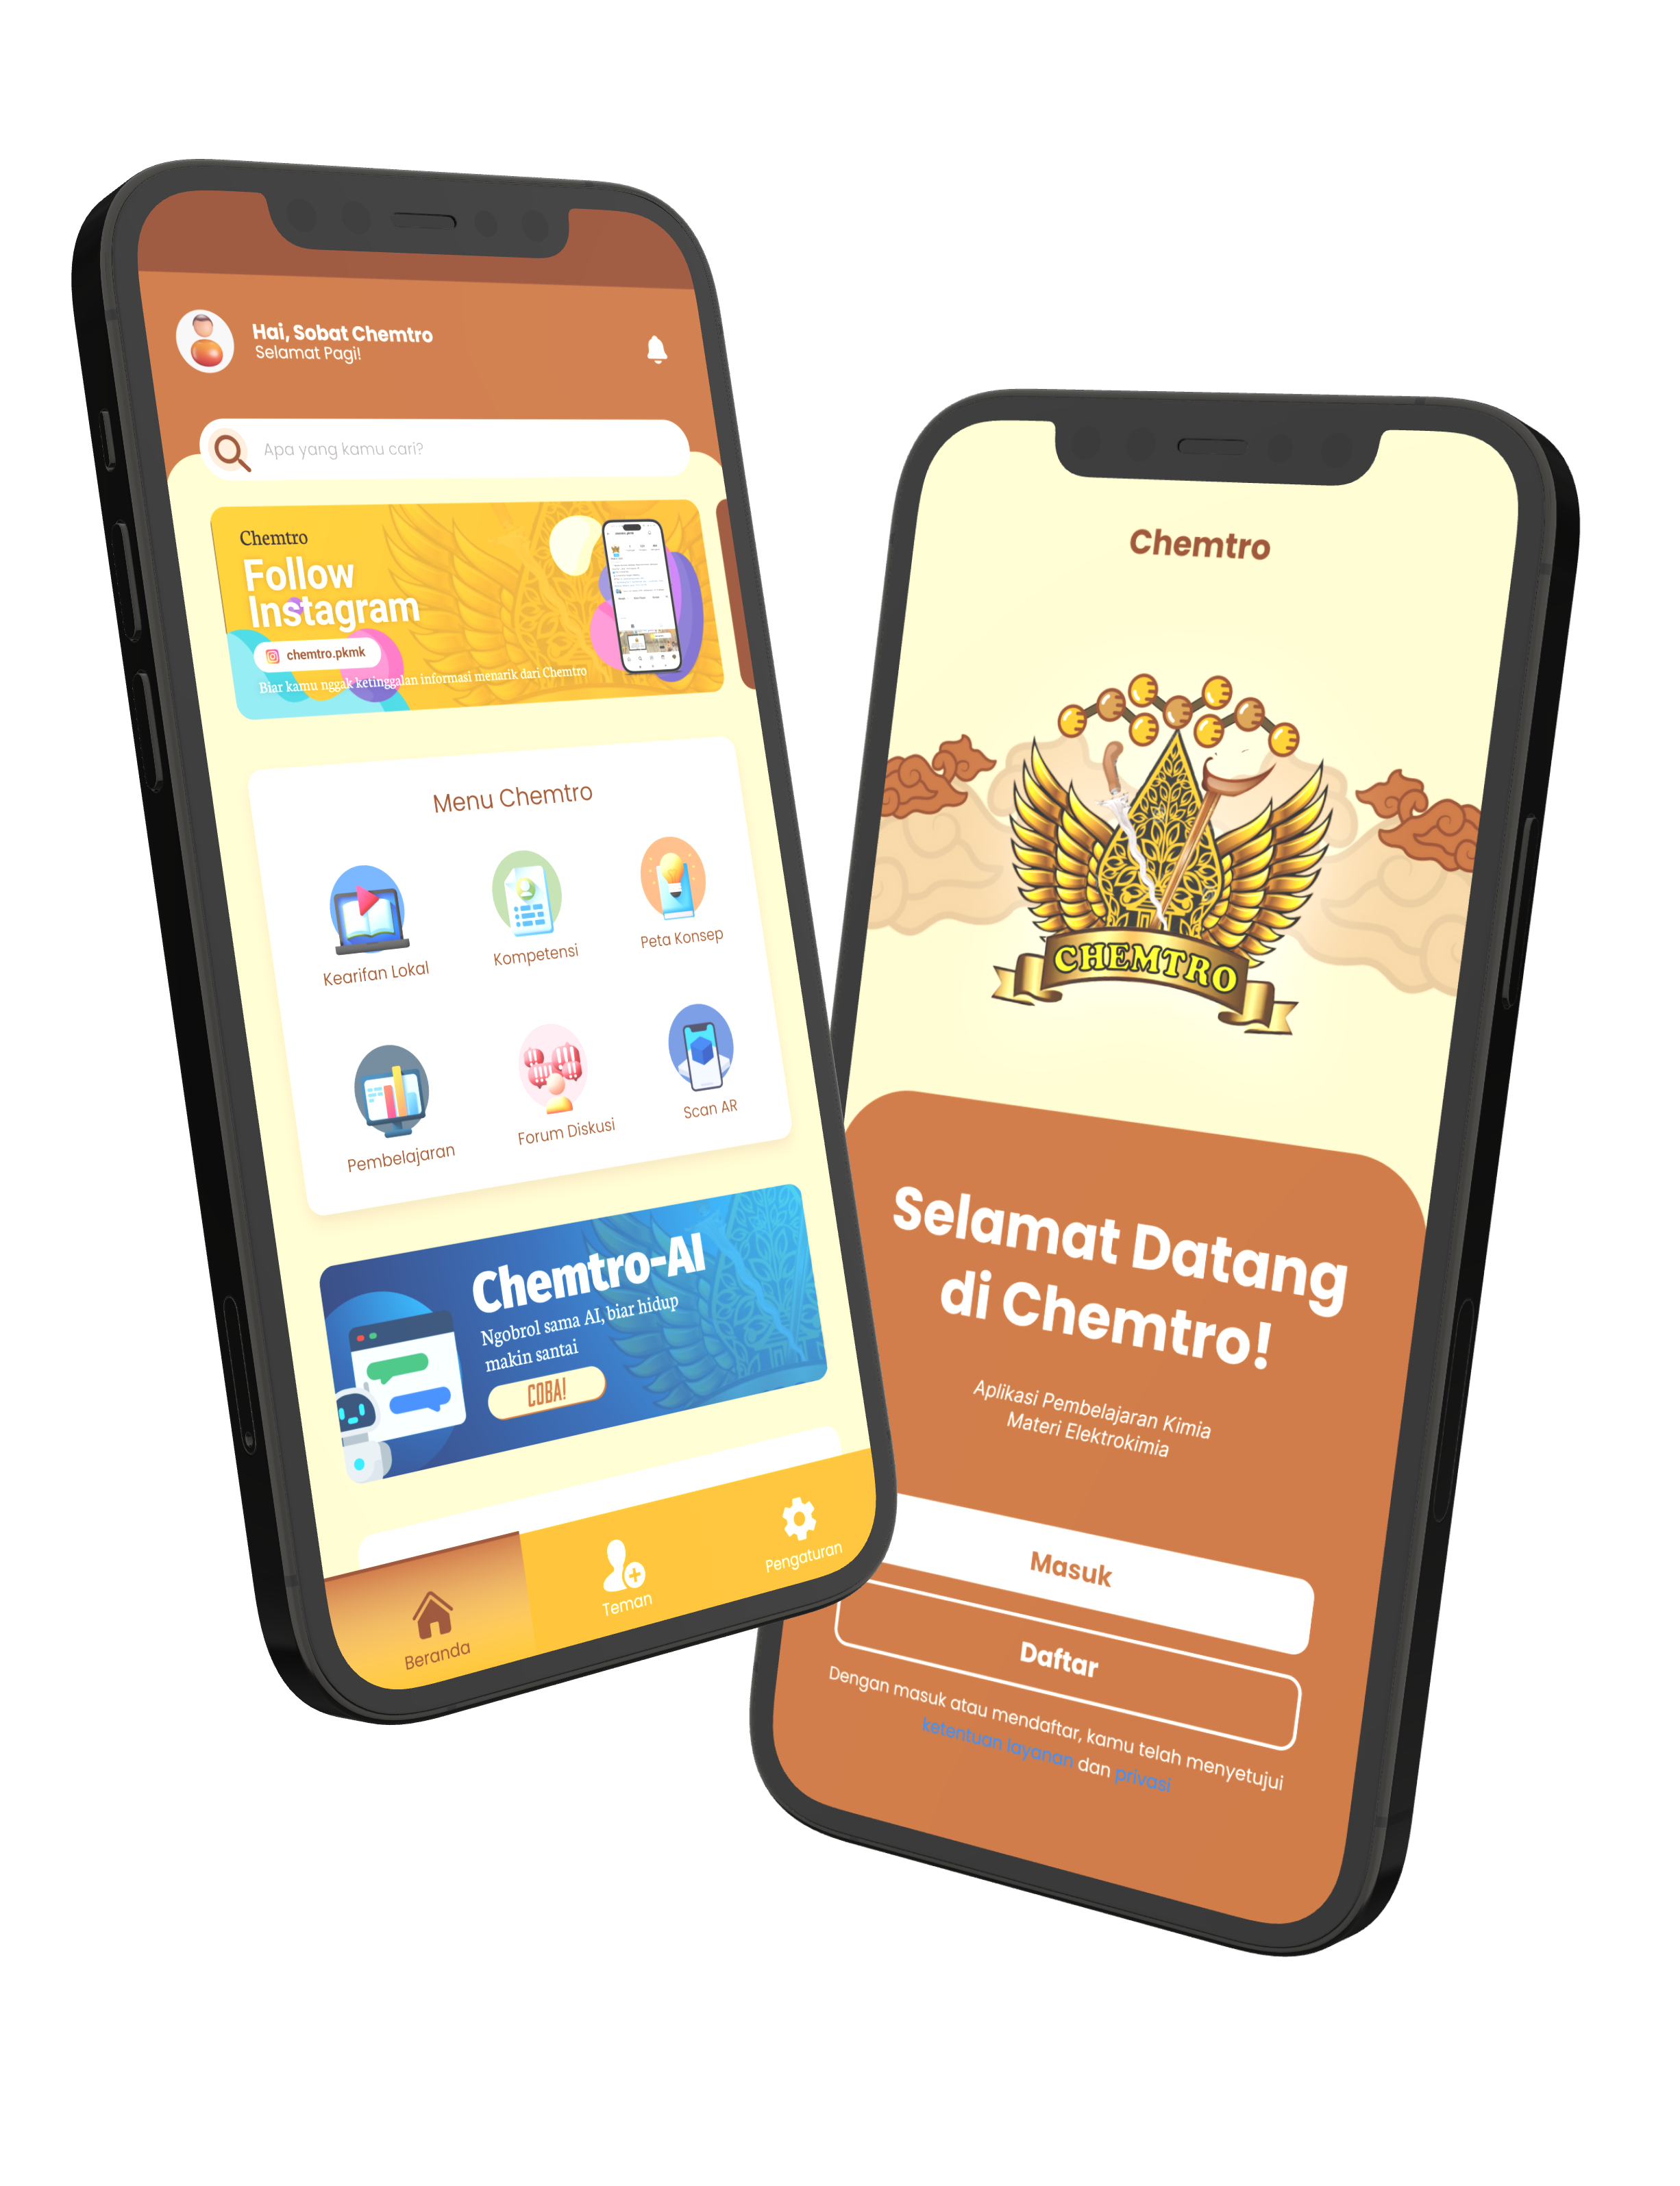 Hai, Sobat Chemtro
Selamat Pagi!
Apa yang kamu cari?
Chemtro
Follow
Instagram
chemtro.pkmk
Biar kamu nggak ketinggalan informasi menarik dari Chemtro
Menu Chemtro
Kearifan Lokal
Kompetensi
Peta Konsep
Pembelajaran
Forum Diskusi
Scan AR
Chemtro-AI
Ngobrol sama AI, biar hidup
makin santai
COBA!
Beranda
Teman
Pengaturan
Chemtro
CHEMTRO
Selamat Datang
di Chemtro!
Aplikasi Pembelajaran Kimia
Materi Elektrokimia
Masuk
Daftar
Dengan masuk atau mendaftar, kamu telah menyetujui
ketentuan layanan dan privasi